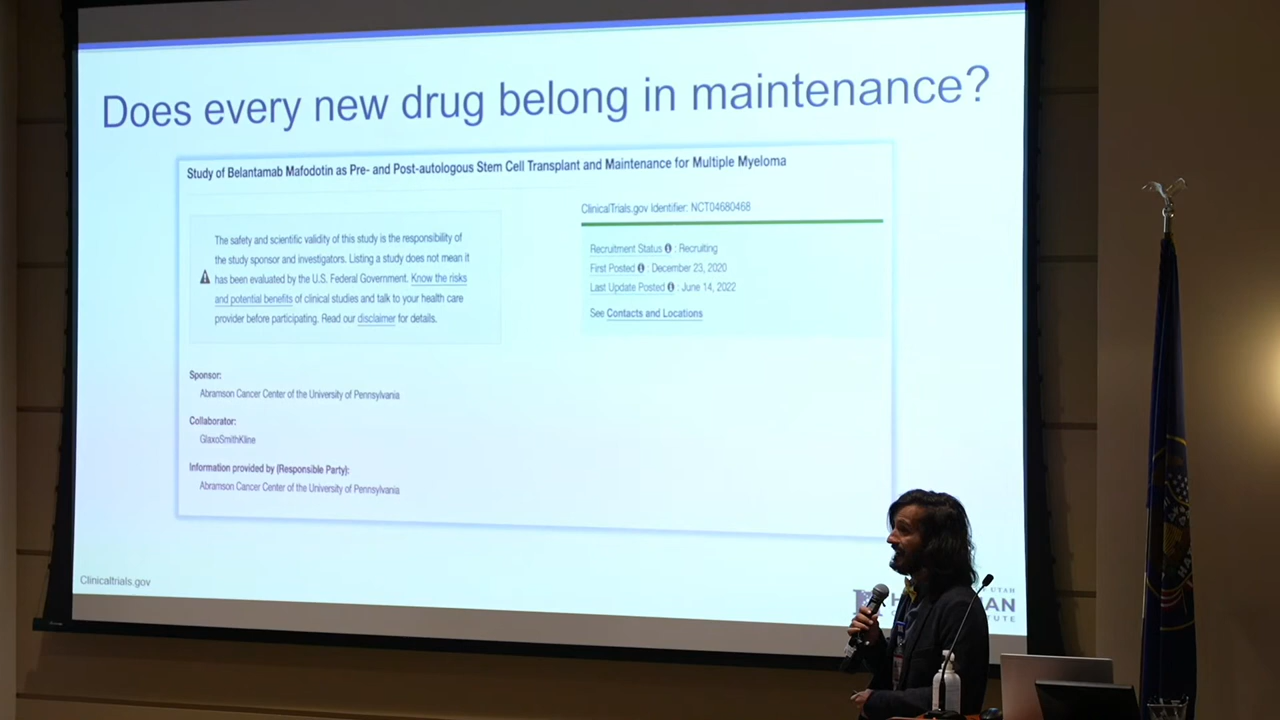 Does every new drug belong in maintenance?
Study of Belantamab Mafodotin as Pre- and Post-autologous Stem Cell Transplant and Maintenance for Multiple Myeloma
The safety and scientific validity of this study is the responsibility of
the study sponsor and investigators. Listing a study does not mean it
has been evaluated by the U.S. Federal Government. Know the risks
and potential benefits of clinical studies and talk to your health care
provider before participating. Read our disclaimer for details.
ClinicalTrials.gov Identifier: NCT04680468
Recruitment Status : Recruiting
First Posted : December 23, 2020
Last Update Posted : June 14, 2022
See Contacts and Locations
Sponsor:
Abramson Cancer Center of the University of Pennsylvania
Collaborator:
GlaxoSmithKline
Information provided by (Responsible Party):
Abramson Cancer Center of the University of Pennsylvania
Clinicaltrials.gov
UTAH